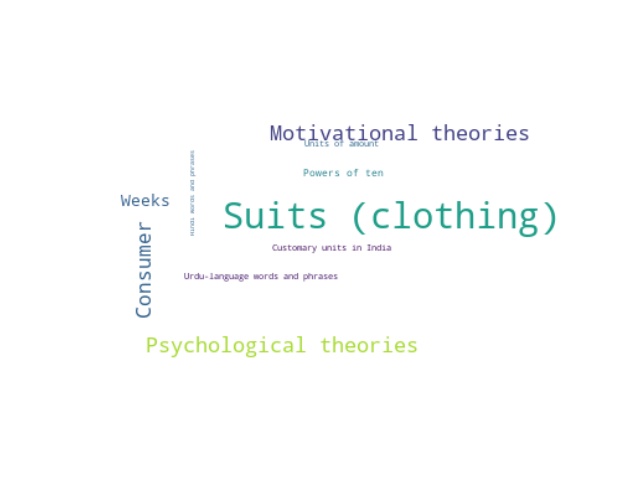 Motivational theories
Units of amount
Powers of ten
Hindi words and phrases
Weeks
Suits (clothing)
Consumer
Customary units in India
Urdu-language words and phrases
Psychological theories